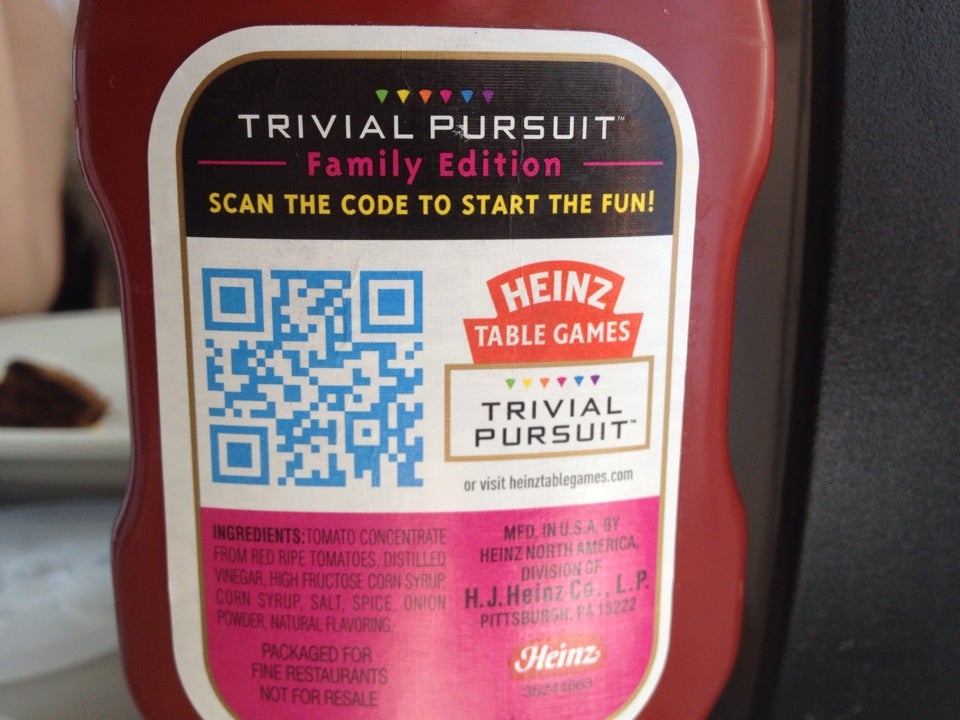 TRIVIAL PURSUIT™
Family Edition
SCAN THE CODE TO START THE FUN!
HEINZ
TABLE GAMES
TRIVIAL
PURSUIT™
or visit heinztablegames.com
INGREDIENTS: TOMATO CONCENTRATE
FROM RED RIPE TOMATOES, DISTILLED
VINEGAR, HIGH FRUCTOSE CORN SYRUP,
CORN SYRUP, SALT, SPICE, ONION
POWDER, NATURAL FLAVORING.
PACKAGED FOR
FINE RESTAURANTS
NOT FOR RESALE
MFD. IN U.S.A. BY
HEINZ NORTH AMERICA,
DIVISION OF
H.J.Heinz Co., L.P.
PITTSBURGH, PA 15222
Heinz